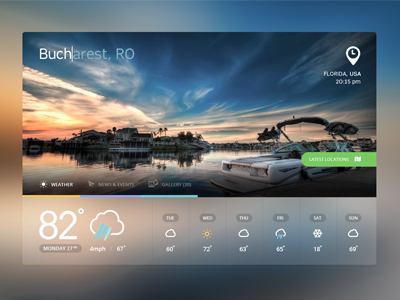 Bucharest, RO
FLORIDA, USA
20:15 pm
LATEST LOCATIONS
WEATHER
NEWS & EVENTS
GALLERY (38)
82°
MONDAY 27TH
4mph
67°
TUE
WED
THU
FRI
SAT
SUN
60°
72°
63°
65°
18°
69°